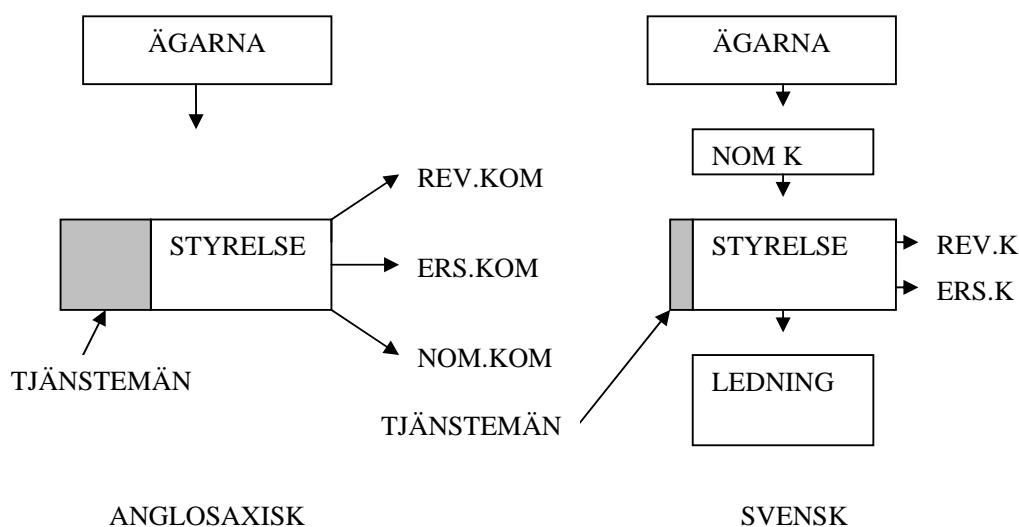 ÄGARNA
STYRELSE
REV.KOM
ERS.KOM
NOM.KOM
TJÄNSTEMÄN
ANGLOSAXISK
ÄGARNA
NOM K
STYRELSE
REV.K
ERS.K
LEDNING
TJÄNSTEMÄN
SVENSK